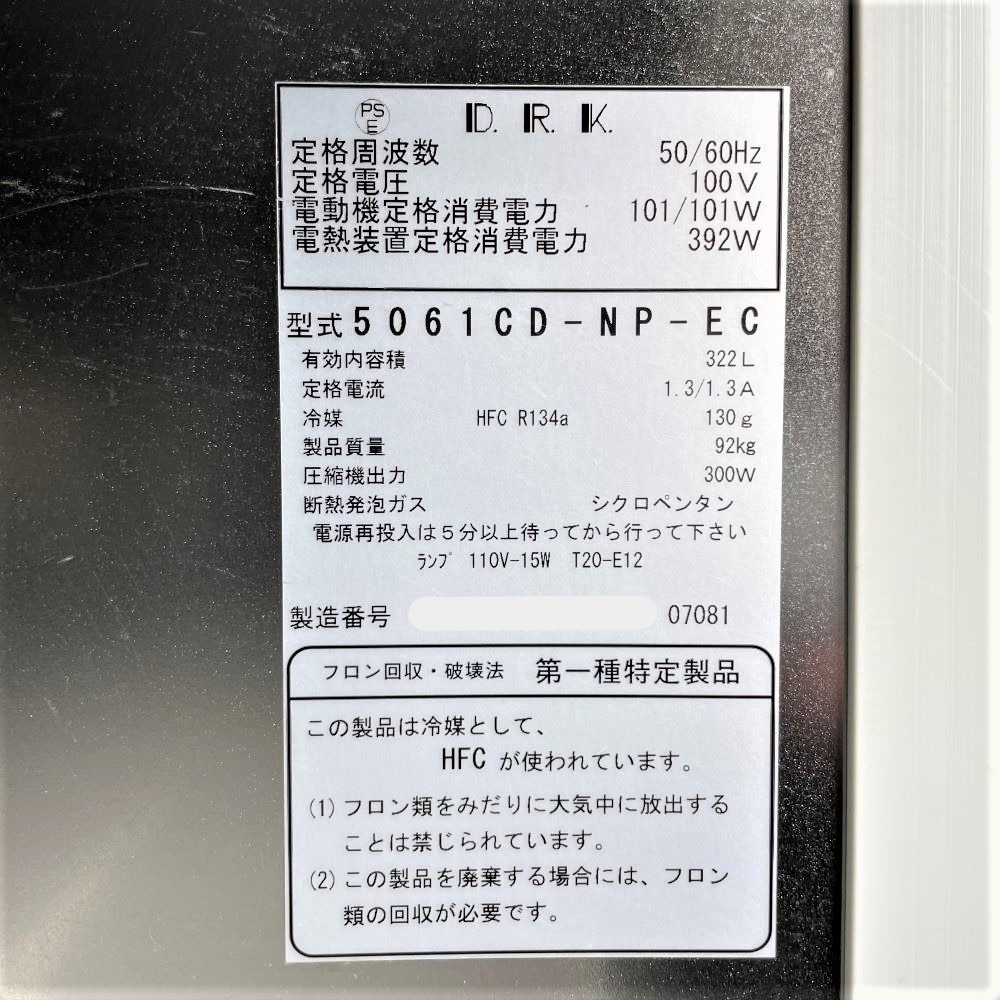 PS E D.R.K.
定格周波数 50/60Hz
定格電圧 100V
電動機定格消費電力 101/101W
電熱装置定格消費電力 392W
型式 5061CD-NP-EC
有効内容積 322L
定格電流 1.3/1.3A
冷媒 HFC R134a 130g
製品質量 92kg
圧縮機出力 300W
断熱発泡ガス シクロペンタン
電源再投入は5分以上待ってから行って下さい
ﾗﾝﾌﾟ 110V-15W T20-E12
製造番号 07081
フロン回収・破壊法 第一種特定製品
この製品は冷媒として、
HFC が使われています。
(1) フロン類をみだりに大気中に放出する
ことは禁じられています。
(2) この製品を廃棄する場合には、フロン
類の回収が必要です。